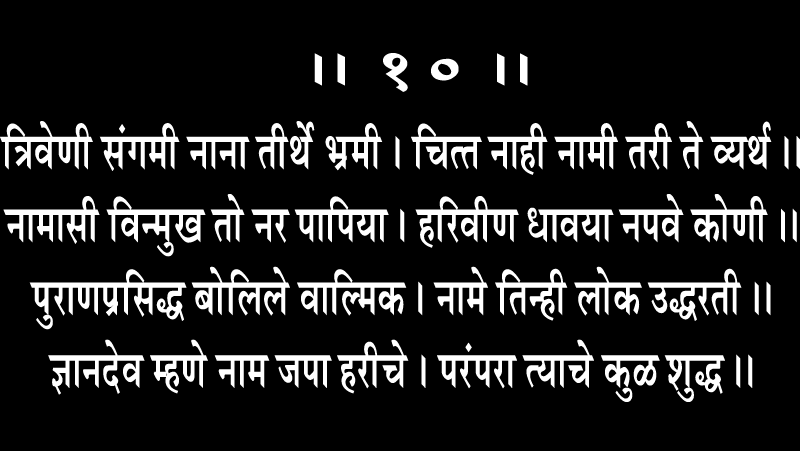 ।। १० ।।
त्रिवेणी संगमी नाना तीर्थे भ्रमी । चित्त नाही नामी तरी ते व्यर्थ ।।
नामासी विन्मुख तो नर पापिया । हरिवीण धावया नपवे कोणी ।।
पुराणप्रसिद्ध बोलिले वाल्मिक । नामे तिन्ही लोक उद्धरती ।।
ज्ञानदेव म्हणे नाम जपा हरीचे । परंपरा त्याचे कुळ शुद्ध ।।